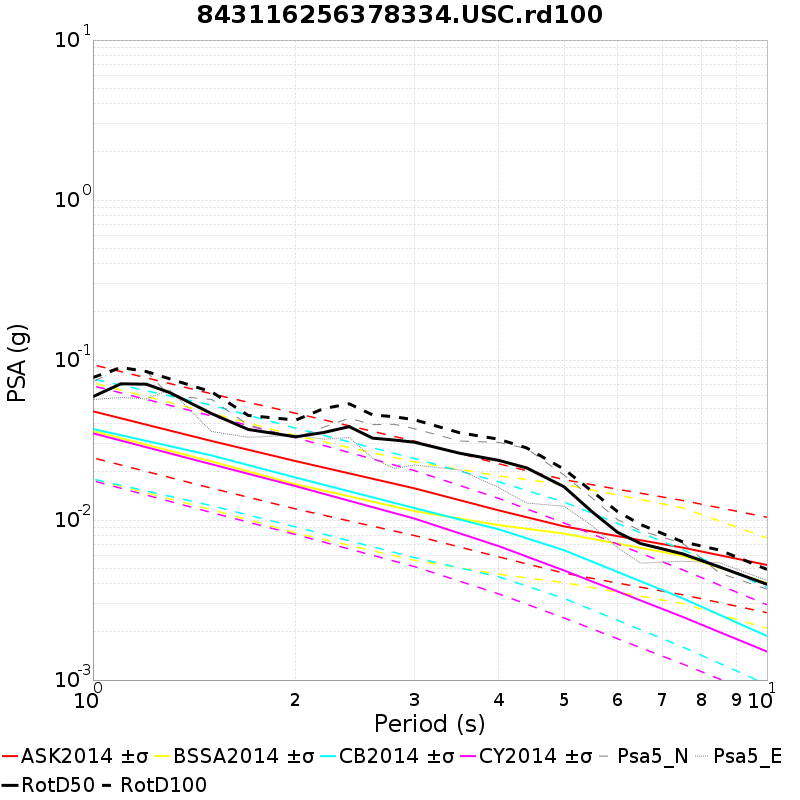 843116256378334.USC.rd100
10^1
10^0
10^-1
10^-2
10^-3
PSA (g)
10^0 2 3 4 5 6 7 8 9 10^1
Period (s)
ASK2014 ±σ BSSA2014 ±σ CB2014 ±σ CY2014 ±σ Psa5_N Psa5_E
RotD50 RotD100